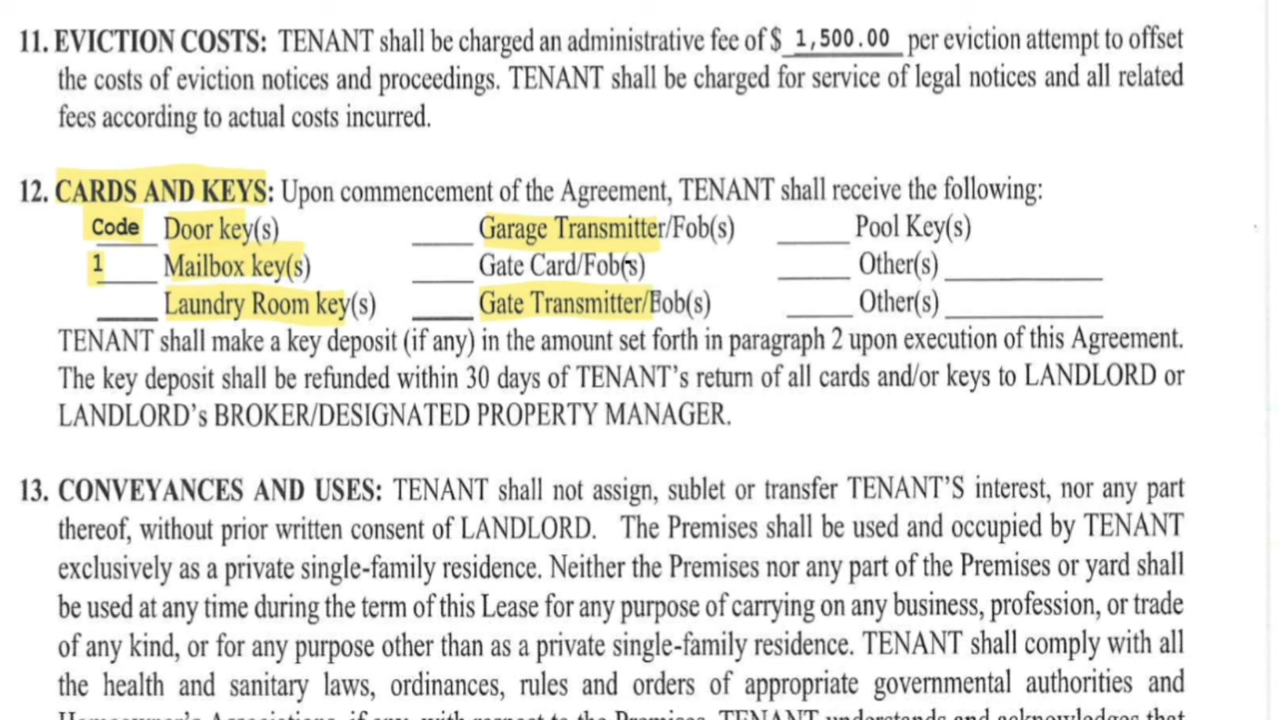 11. EVICTION COSTS: TENANT shall be charged an administrative fee of $ 1,500.00 per eviction attempt to offset
the costs of eviction notices and proceedings. TENANT shall be charged for service of legal notices and all related
fees according to actual costs incurred.
12. CARDS AND KEYS: Upon commencement of the Agreement, TENANT shall receive the following:
Code Door key(s) ____ Garage Transmitter/Fob(s) ____ Pool Key(s)
1 Mailbox key(s) ____ Gate Card/Fob(s) ____ Other(s) ____
____ Laundry Room key(s) ____ Gate Transmitter/Fob(s) ____ Other(s) ____
TENANT shall make a key deposit (if any) in the amount set forth in paragraph 2 upon execution of this Agreement.
The key deposit shall be refunded within 30 days of TENANT's return of all cards and/or keys to LANDLORD or
LANDLORD's BROKER/DESIGNATED PROPERTY MANAGER.
13. CONVEYANCES AND USES: TENANT shall not assign, sublet or transfer TENANT'S interest, nor any part
thereof, without prior written consent of LANDLORD. The Premises shall be used and occupied by TENANT
exclusively as a private single-family residence. Neither the Premises nor any part of the Premises or yard shall
be used at any time during the term of this Lease for any purpose of carrying on any business, profession, or trade
of any kind, or for any purpose other than as a private single-family residence. TENANT shall comply with all
the health and sanitary laws, ordinances, rules and orders of appropriate governmental authorities and